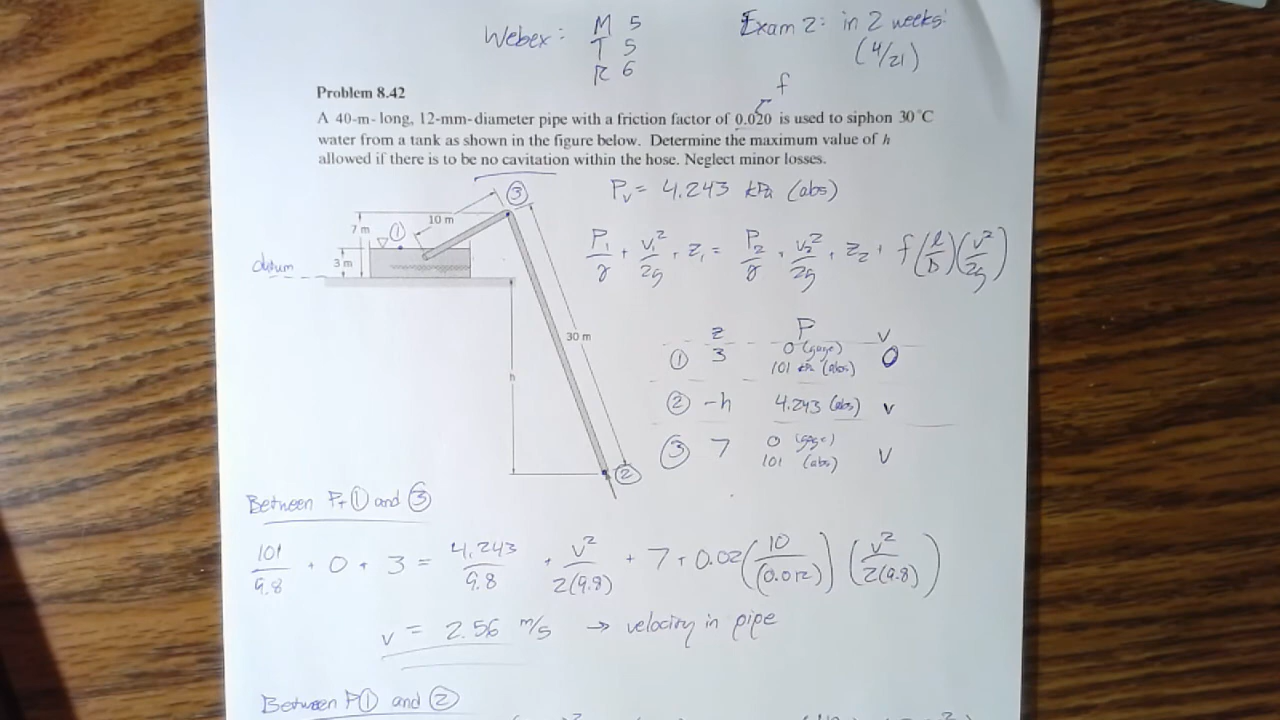 Webex: M 5
T 5
R 6
Exam 2: in 2 weeks!
(4/21)
f
Problem 8.42
A 40-m-long, 12-mm-diameter pipe with a friction factor of 0.020 is used to siphon 30°C
water from a tank as shown in the figure below. Determine the maximum value of h
allowed if there is to be no cavitation within the hose. Neglect minor losses.
Pv = 4.243 kPa (abs)
P1/γ + v1²/2g + z1 = P2/γ + v2²/2g + z2 + f(l/D)(v²/2g)
3
10 m
7 m
1
3 m
datum
30 m
h
2
z P v
1 3 0 (gage) 0
101 kPa (abs)
2 -h 4.243 (abs) v
3 7 0 (gage) v
101 (abs)
Between Pt 1 and 3
101/9.8 + 0 + 3 = 4.243/9.8 + v²/2(9.8) + 7 + 0.02(10/(0.012))(v²/2(9.8))
v = 2.56 m/s → velocity in pipe
Between P 1 and 2